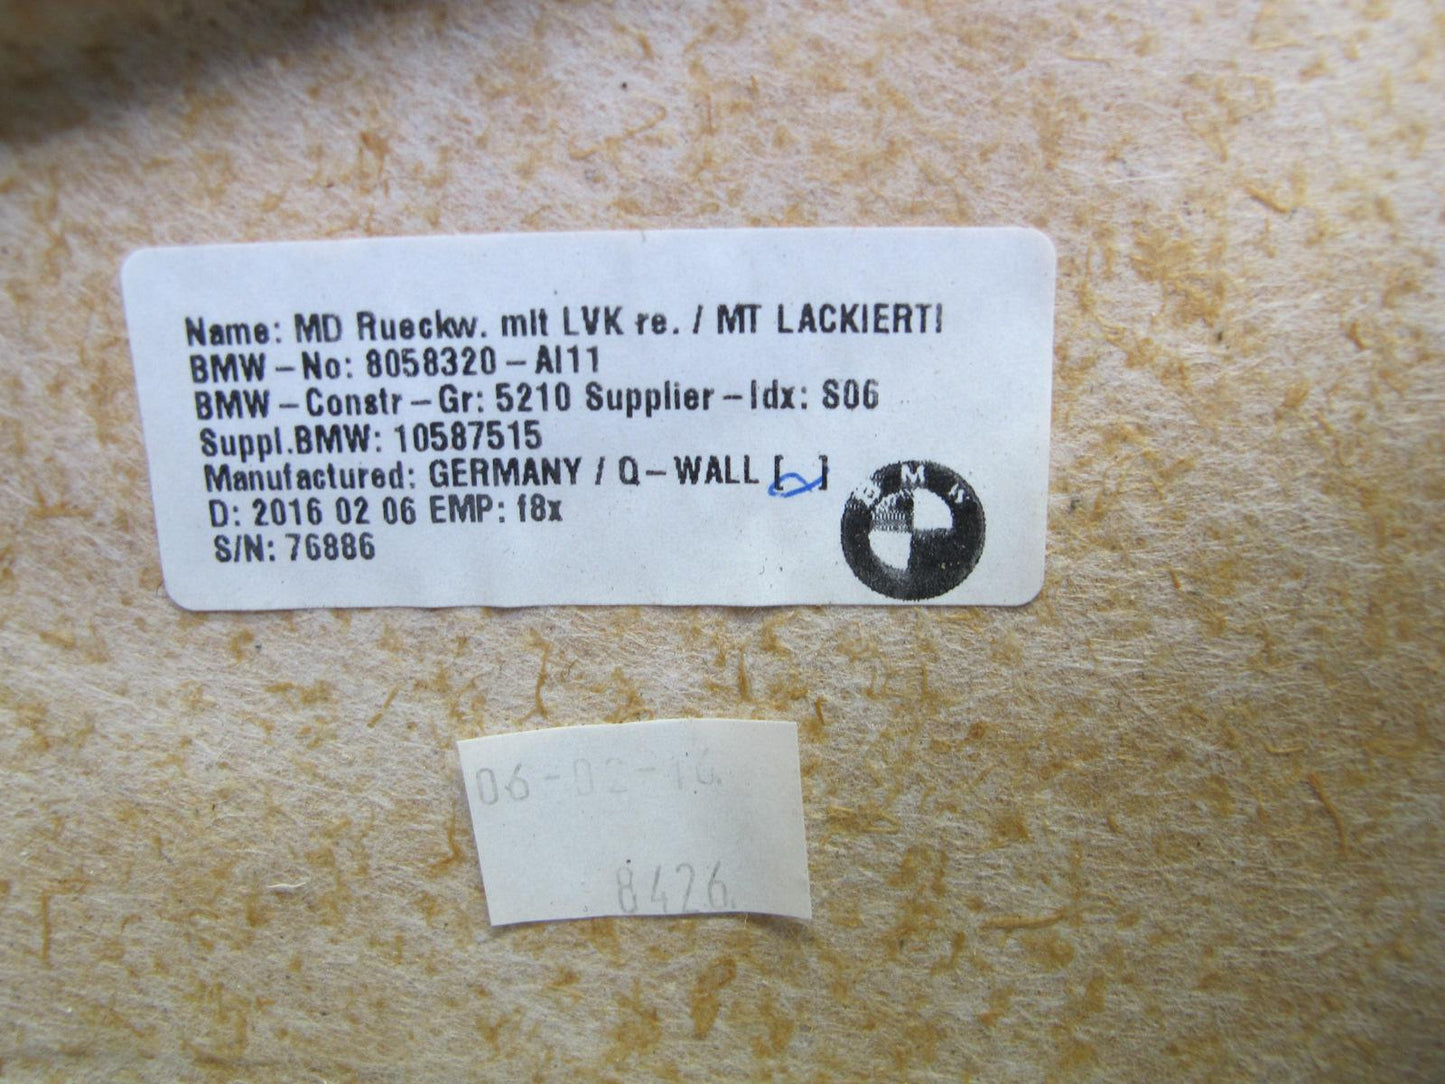 Name: MD Rueckw. mit LVK re. / MT LACKIERT!
BMW-No: 8058320-AI11
BMW-Constr-Gr: 5210 Supplier-Idx: S06
Suppl.BMW: 10587515
Manufactured: GERMANY / Q-WALL [ ]
D: 2016 02 06 EMP: f8x
S/N: 76886
BMW
06-02-16
8426